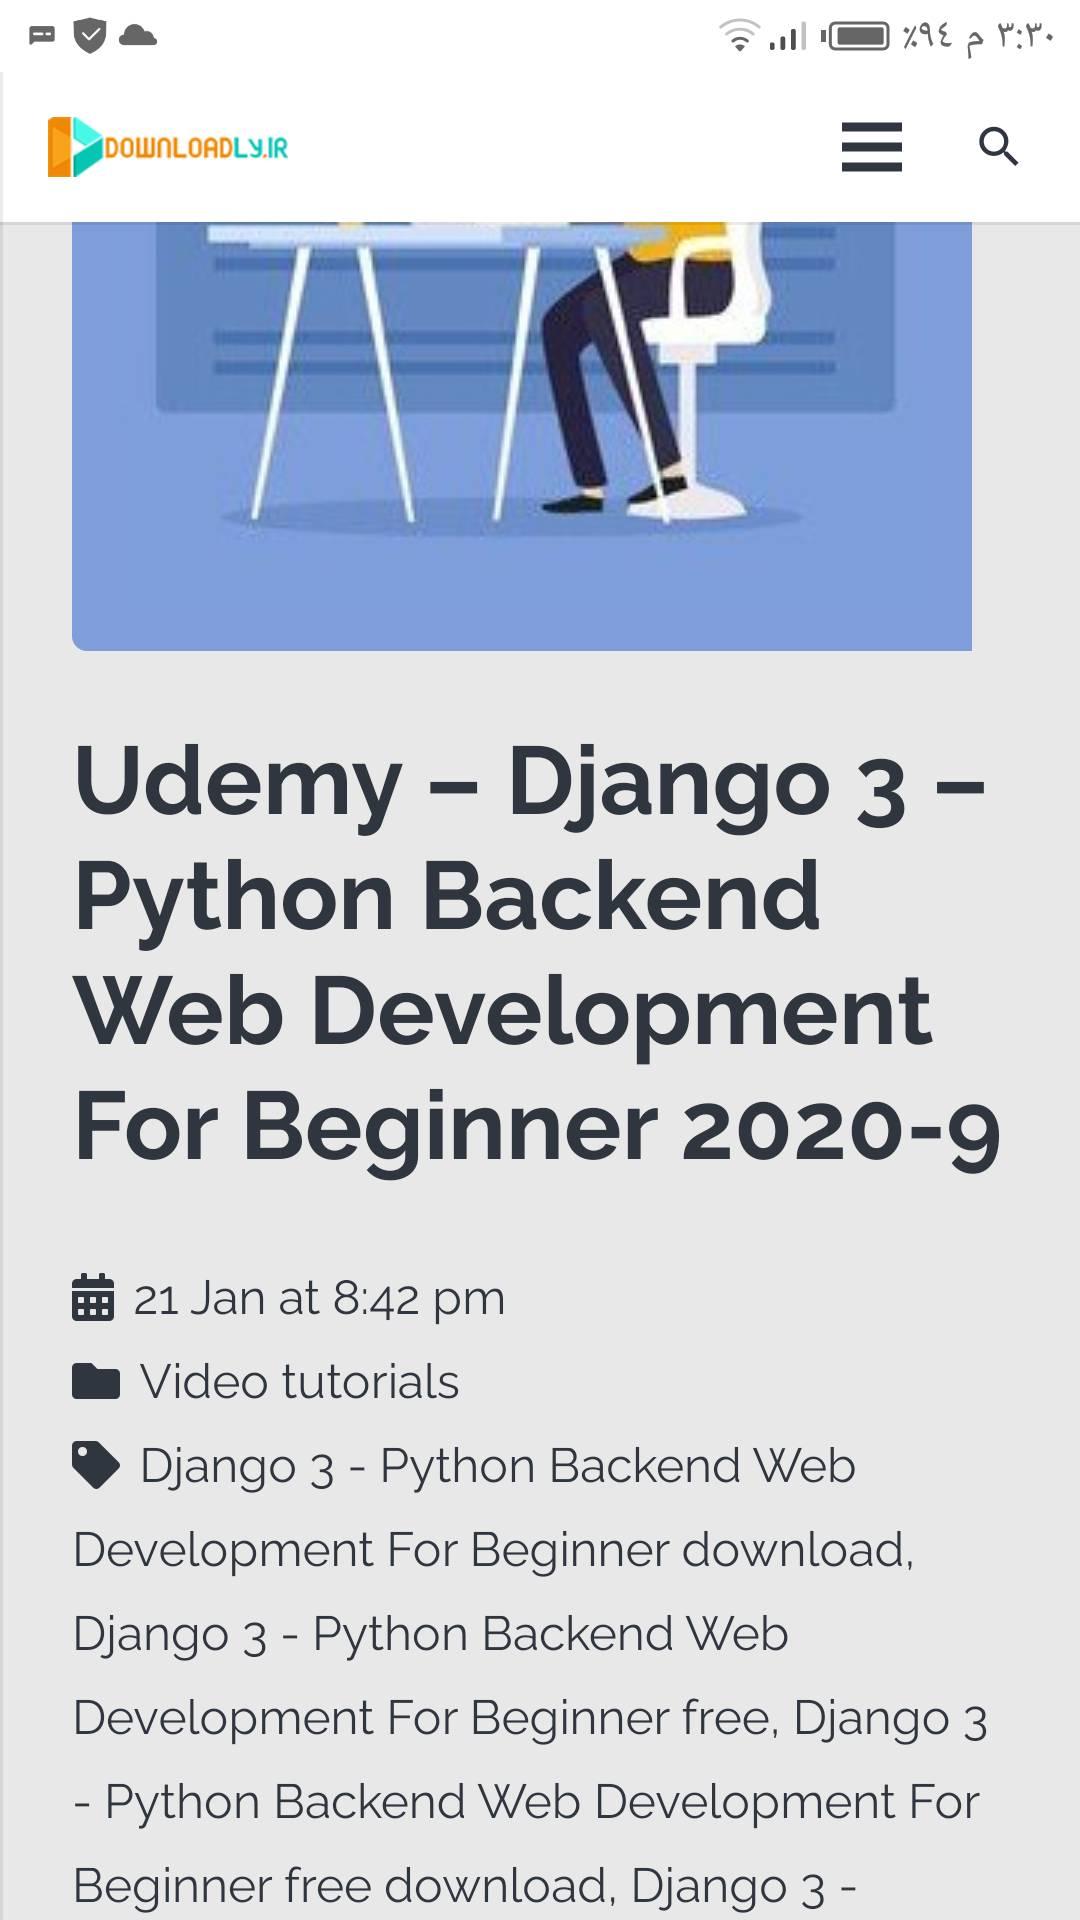 ٣:٣٠ م ٩٤٪
DOWNLOADLY.IR
Udemy – Django 3 –
Python Backend
Web Development
For Beginner 2020-9
21 Jan at 8:42 pm
Video tutorials
Django 3 - Python Backend Web
Development For Beginner download,
Django 3 - Python Backend Web
Development For Beginner free, Django 3
- Python Backend Web Development For
Beginner free download, Django 3 -